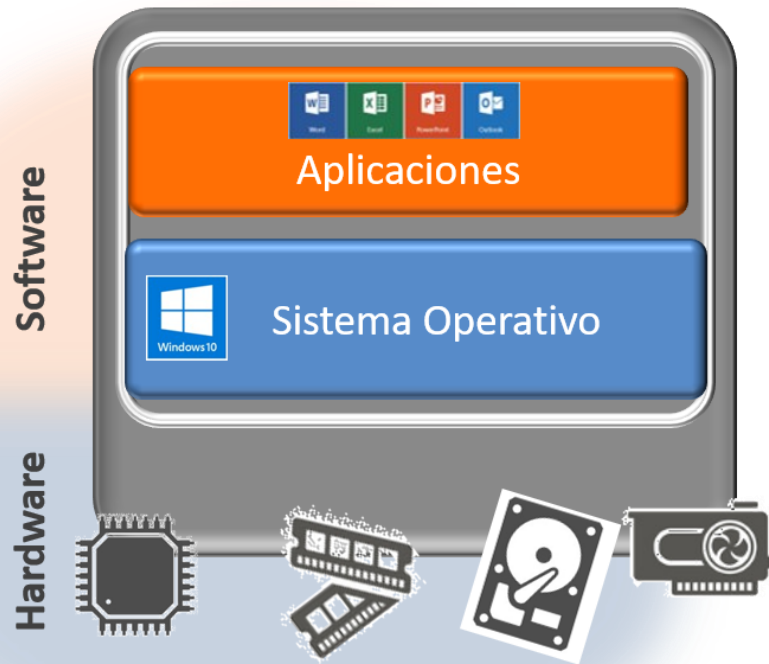 Software
Hardware
Word
Excel
PowerPoint
Outlook
Aplicaciones
Windows10
Sistema Operativo